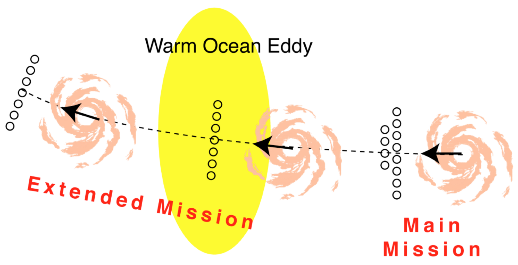 Warm Ocean Eddy
Extended Mission
Main
Mission